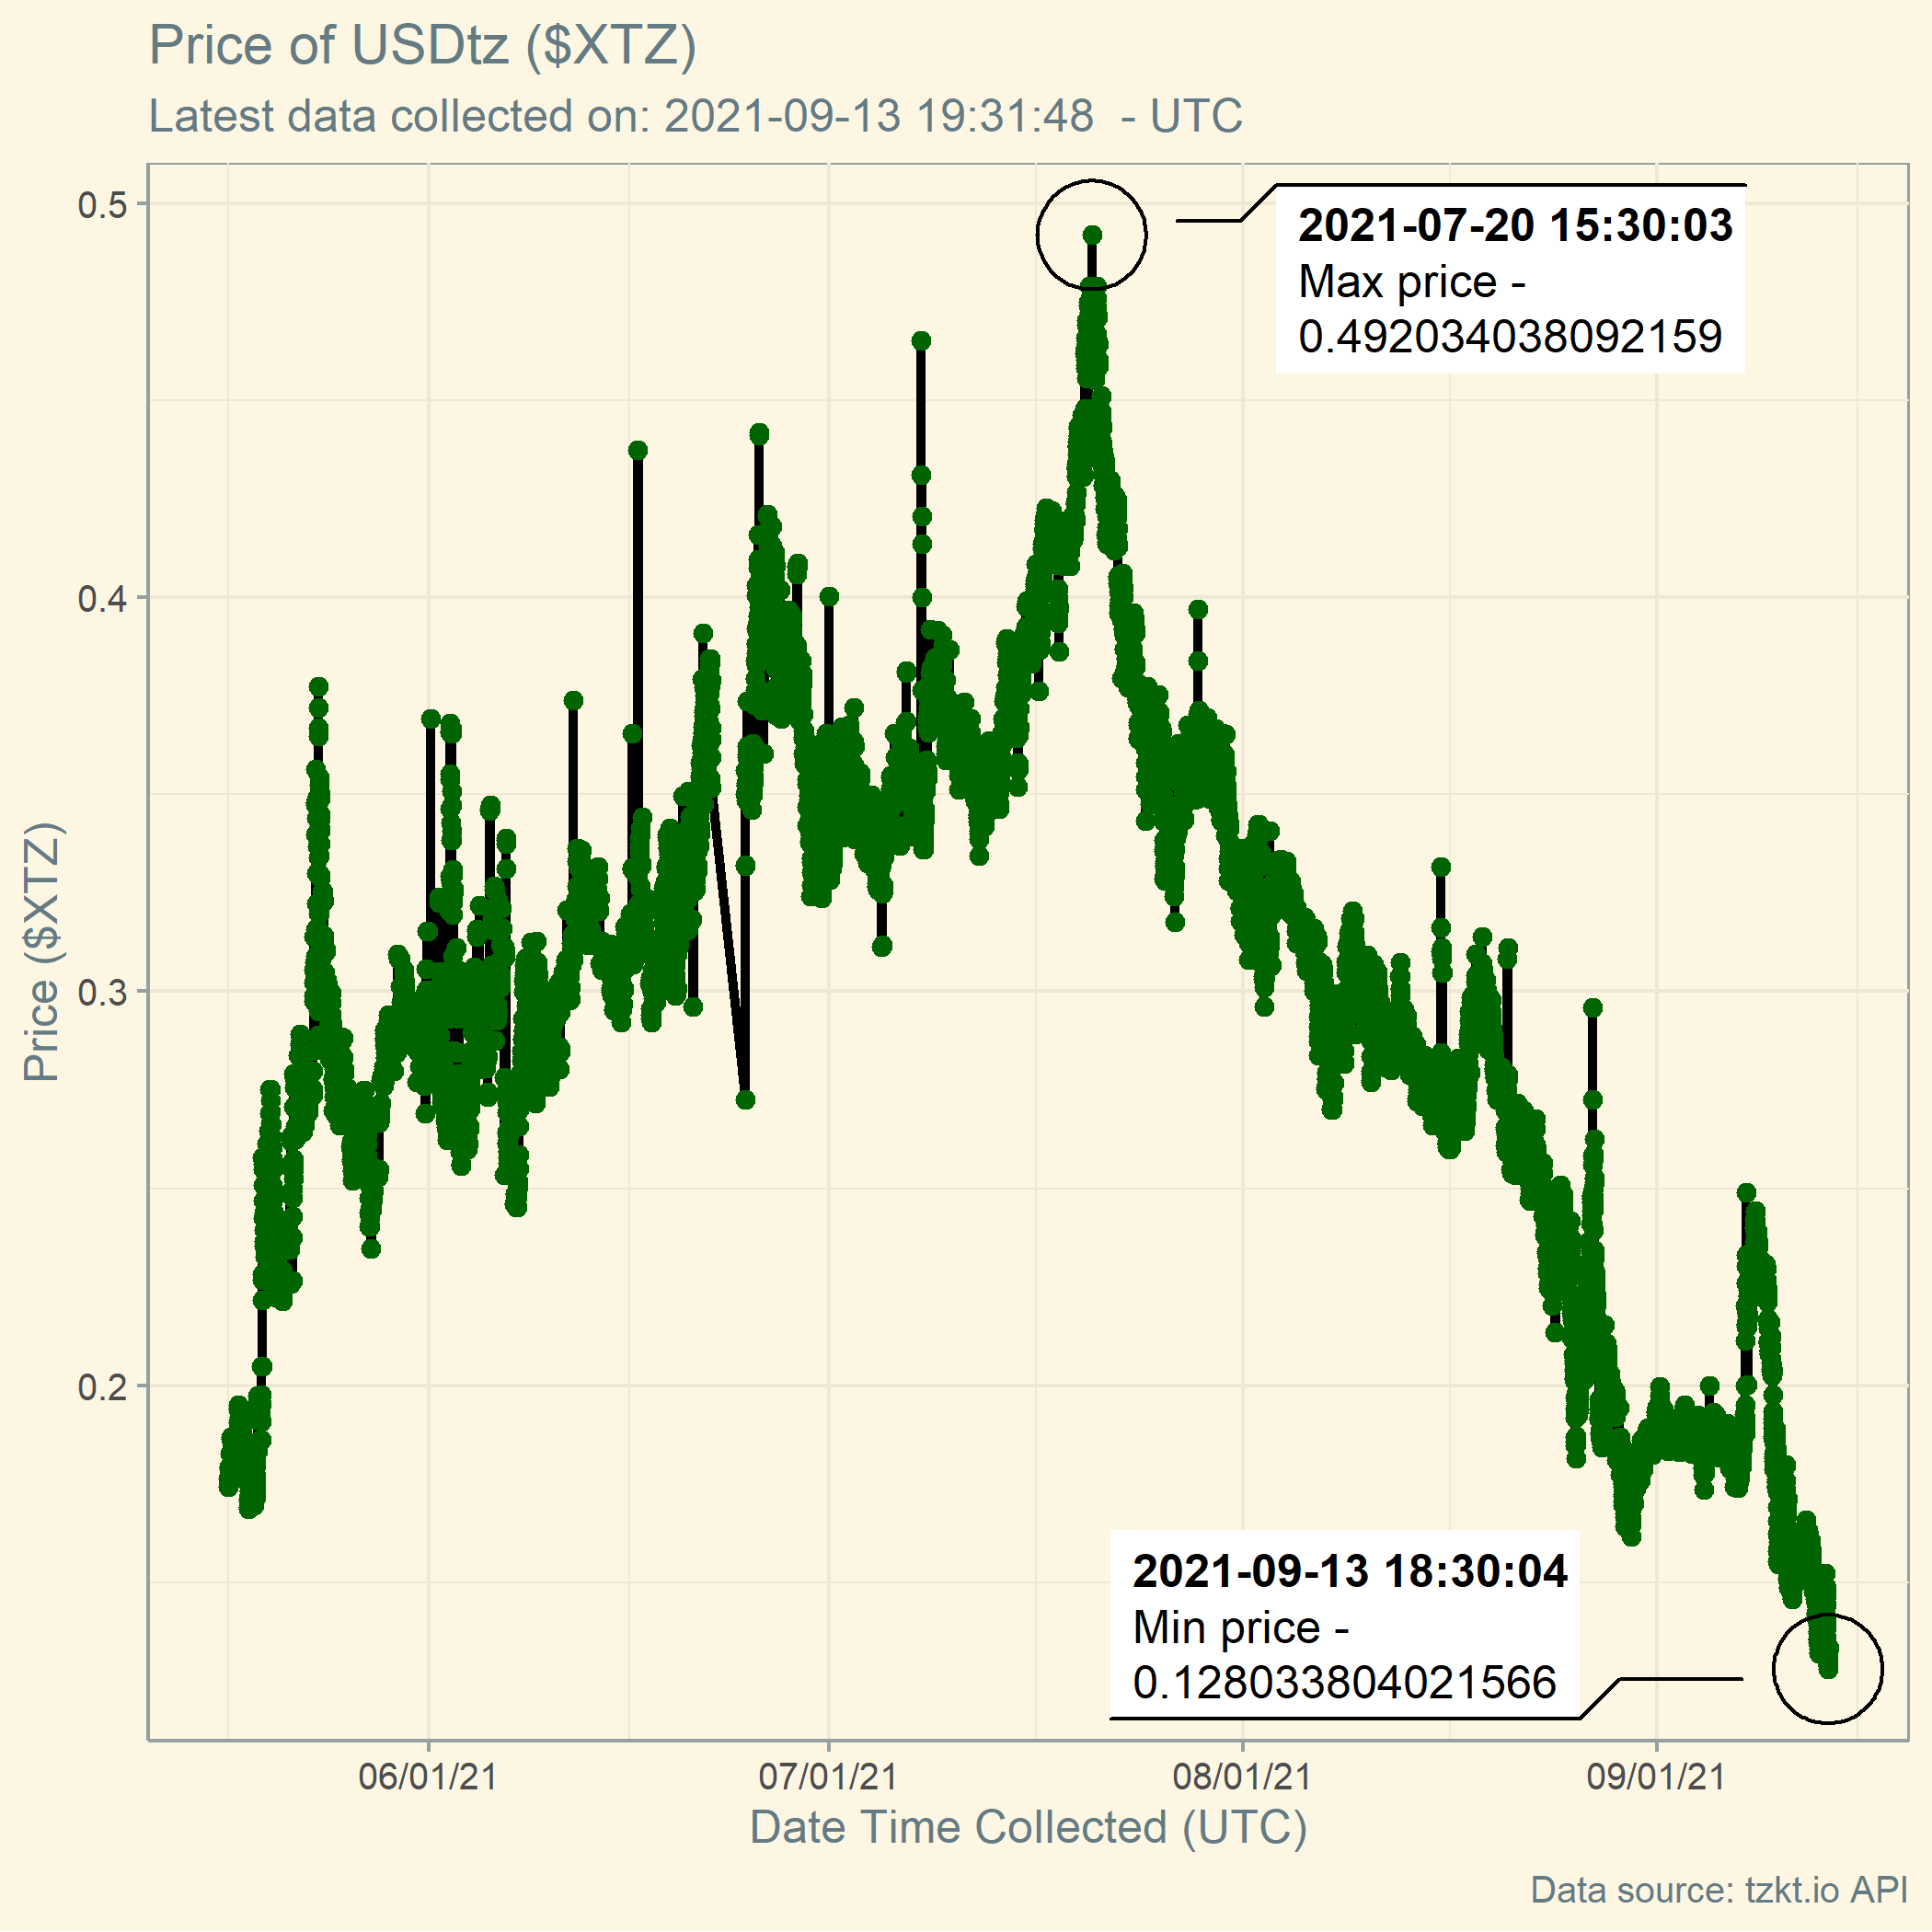 Price of USDtz ($XTZ)
Latest data collected on: 2021-09-13 19:31:48  - UTC
0.5
0.4
0.3
0.2
Price ($XTZ)
2021-07-20 15:30:03
Max price -
0.492034038092159
2021-09-13 18:30:04
Min price -
0.128033804021566
06/01/21
07/01/21
08/01/21
09/01/21
Date Time Collected (UTC)
Data source: tzkt.io API